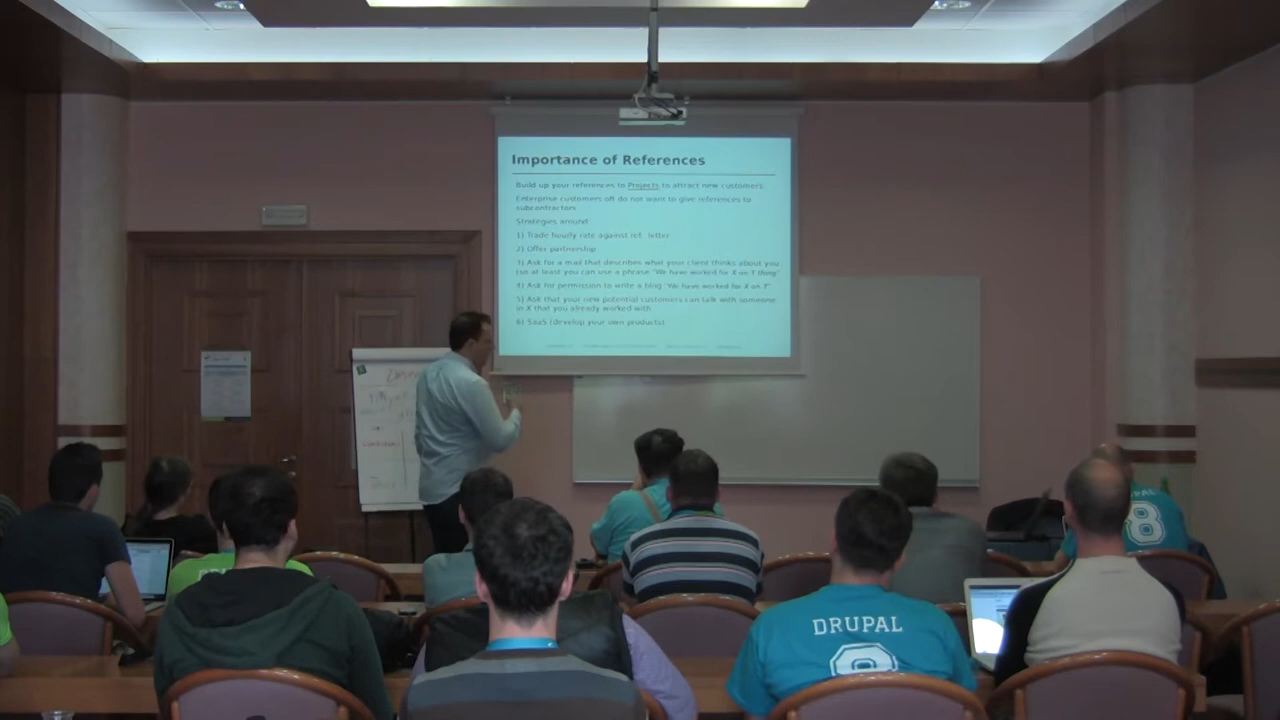 Importance of References
Build up your references to Projects to attract new customers
Enterprise customers oft do not want to give references to
subcontractors
Strategies around
1) Trade hourly rate against ref. letter
2) Offer partnership
3) Ask for a mail that describes what your client thinks about you
(so at least you can use a phrase "We have worked for X on Y thing"
4) Ask for permission to write a blog "We have worked for X on Y"
5) Ask that your new potential customers can talk with someone
in X that you already worked with
6) SaaS (develop your own products)
DRUPAL
8